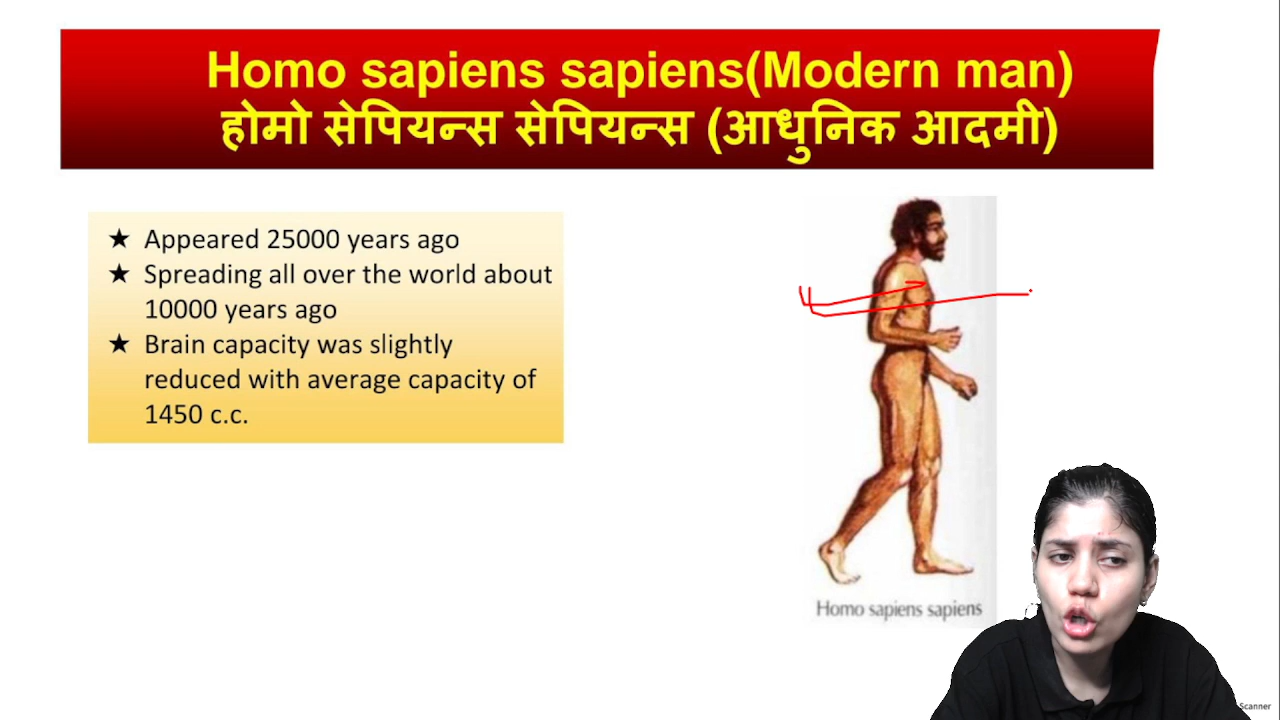 Homo sapiens sapiens(Modern man)
होमो सेपियन्स सेपियन्स (आधुनिक आदमी)
★ Appeared 25000 years ago
★ Spreading all over the world about
10000 years ago
★ Brain capacity was slightly
reduced with average capacity of
1450 c.c.
Homo sapiens sapiens
Scanner